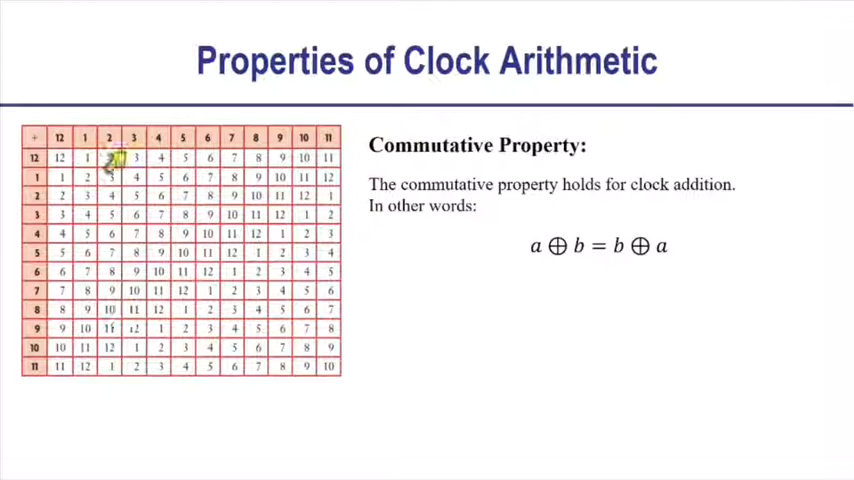 Properties of Clock Arithmetic
+ 12 1 2 3 4 5 6 7 8 9 10 11
12 12 1 3 4 5 6 7 8 9 10 11
1 1 2 3 4 5 6 7 8 9 10 11 12
2 2 3 4 5 6 7 8 9 10 11 12 1
3 3 4 5 6 7 8 9 10 11 12 1 2
4 4 5 6 7 8 9 10 11 12 1 2 3
5 5 6 7 8 9 10 11 12 1 2 3 4
6 6 7 8 9 10 11 12 1 2 3 4 5
7 7 8 9 10 11 12 1 2 3 4 5 6
8 8 9 10 11 12 1 2 3 4 5 6 7
9 9 10 11 12 1 2 3 4 5 6 7 8
10 10 11 12 1 2 3 4 5 6 7 8 9
11 11 12 1 2 3 4 5 6 7 8 9 10
Commutative Property:
The commutative property holds for clock addition.
In other words:
a ⊕ b = b ⊕ a